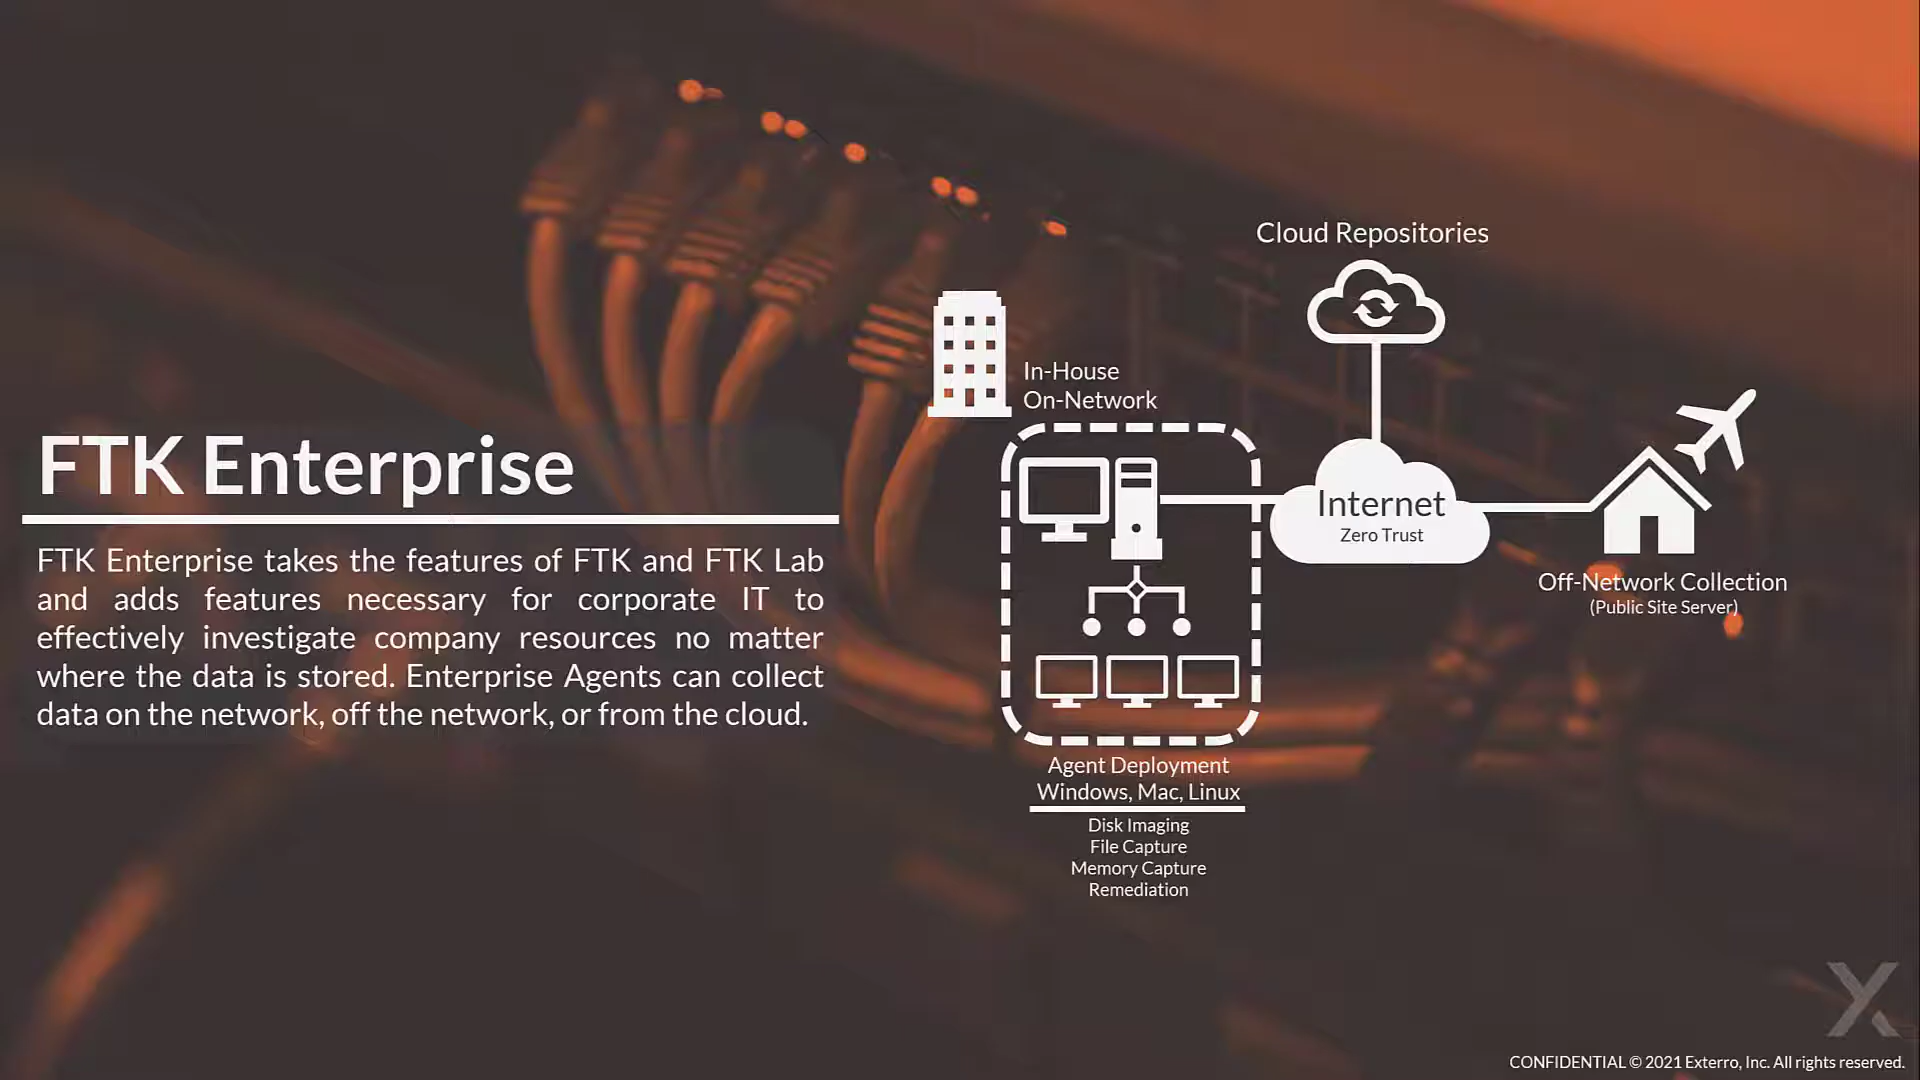 FTK Enterprise
FTK Enterprise takes the features of FTK and FTK Lab
and adds features necessary for corporate IT to
effectively investigate company resources no matter
where the data is stored. Enterprise Agents can collect
data on the network, off the network, or from the cloud.
Cloud Repositories
In-House
On-Network
Internet
Zero Trust
Off-Network Collection
(Public Site Server)
Agent Deployment
Windows, Mac, Linux
Disk Imaging
File Capture
Memory Capture
Remediation
CONFIDENTIAL © 2021 Exterro, Inc. All rights reserved.